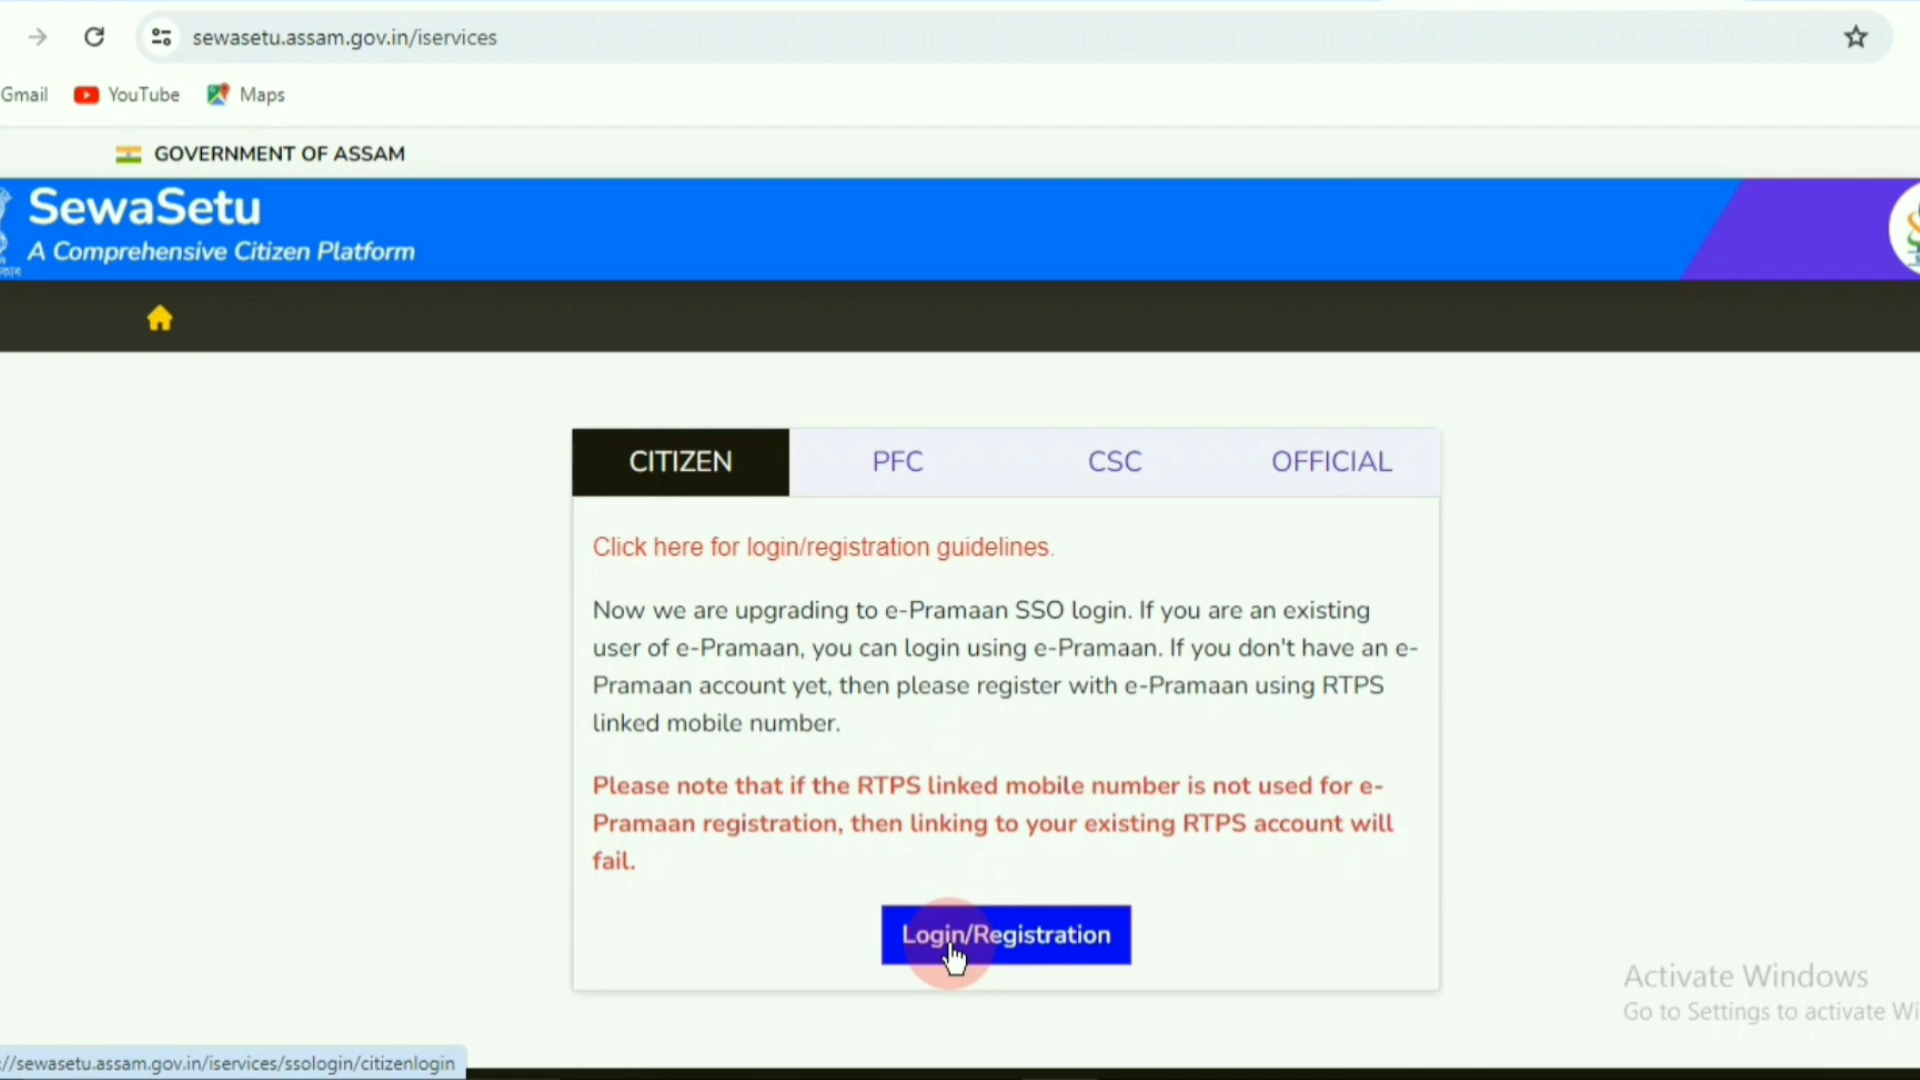 sewasetu.assam.gov.in/iservices
Gmail YouTube Maps
GOVERNMENT OF ASSAM
SewaSetu
A Comprehensive Citizen Platform
CITIZEN PFC CSC OFFICIAL
Click here for login/registration guidelines.
Now we are upgrading to e-Pramaan SSO login. If you are an existing
user of e-Pramaan, you can login using e-Pramaan. If you don't have an e-
Pramaan account yet, then please register with e-Pramaan using RTPS
linked mobile number.
Please note that if the RTPS linked mobile number is not used for e-
Pramaan registration, then linking to your existing RTPS account will
fail.
Login/Registration
Activate Windows
Go to Settings to activate Wi
://sewasetu.assam.gov.in/iservices/ssologin/citizenlogin